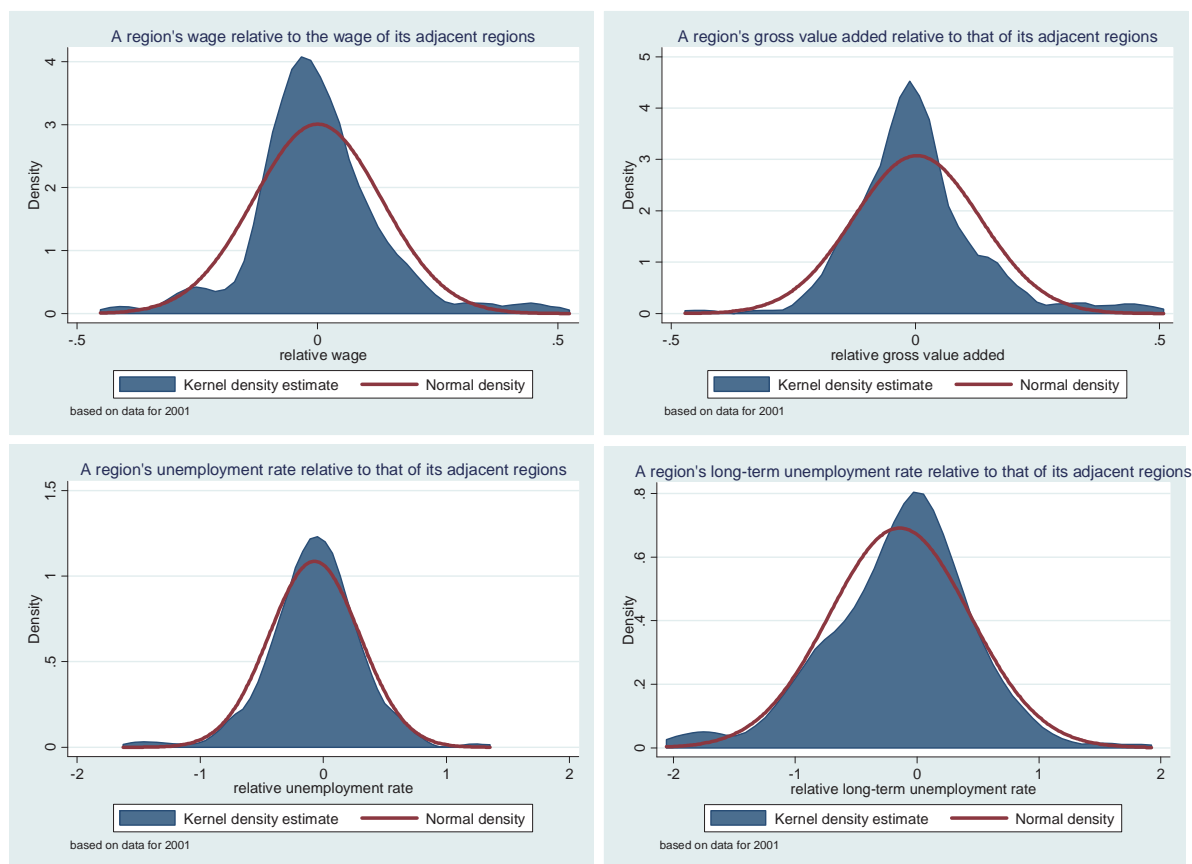 A region's wage relative to the wage of its adjacent regions
Density
4
3
2
1
0
-.5 0 .5
relative wage
Kernel density estimate Normal density
based on data for 2001
A region's gross value added relative to that of its adjacent regions
Density
5
4
3
2
1
0
-.5 0 .5
relative gross value added
Kernel density estimate Normal density
based on data for 2001
A region's unemployment rate relative to that of its adjacent regions
Density
1.5
1
.5
0
-2 -1 0 1 2
relative unemployment rate
Kernel density estimate Normal density
based on data for 2001
A region's long-term unemployment rate relative to that of its adjacent regions
Density
.8
.6
.4
.2
0
-2 -1 0 1 2
relative long-term unemployment rate
Kernel density estimate Normal density
based on data for 2001